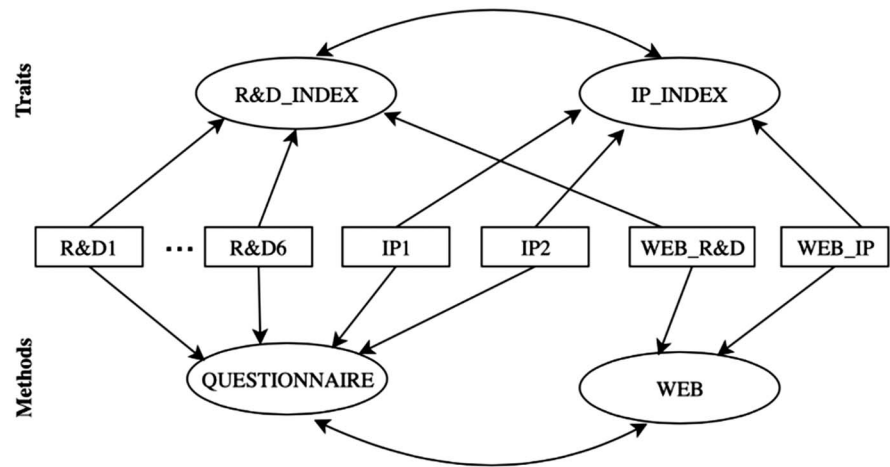 Traits
R&D_INDEX
IP_INDEX
R&D1
...
R&D6
IP1
IP2
WEB_R&D
WEB_IP
Methods
QUESTIONNAIRE
WEB